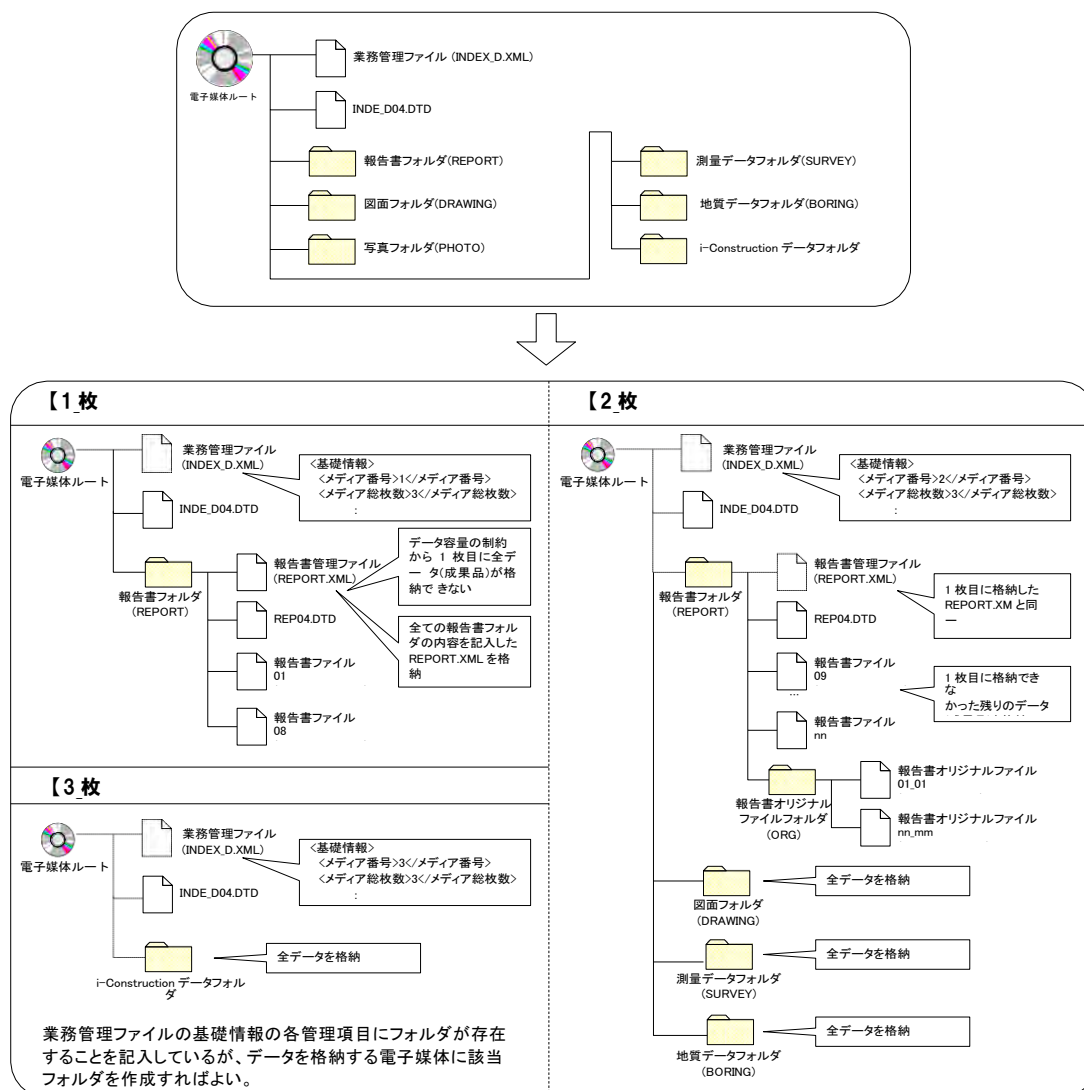 業務管理ファイル (INDEX_D.XML)
電子媒体ルート
INDE_D04.DTD
報告書フォルダ(REPORT)
図面フォルダ(DRAWING)
写真フォルダ(PHOTO)
測量データフォルダ(SURVEY)
地質データフォルダ(BORING)
i-Construction データフォルダ
【1_枚
電子媒体ルート
業務管理ファイル
(INDEX_D.XML)
<基礎情報>
<メディア番号>1</メディア番号>
<メディア総枚数>3</メディア総枚数>
:
INDE_D04.DTD
報告書フォルダ
(REPORT)
報告書管理ファイル
(REPORT.XML)
データ容量の制約
から 1 枚目に全デ
ー タ(成果品)が格
納で きない
REP04.DTD
全ての報告書フォル
ダの内容を記入した
REPORT.XML を格
納
報告書ファイル
01
報告書ファイル
08
【2_枚
電子媒体ルート
業務管理ファイル
(INDEX_D.XML)
<基礎情報>
<メディア番号>2</メディア番号>
<メディア総枚数>3</メディア総枚数>
:
INDE_D04.DTD
報告書フォルダ
(REPORT)
報告書管理ファイル
(REPORT.XML)
1 枚目に格納した
REPORT.XM と同
一
REP04.DTD
報告書ファイル
09
...
1 枚目に格納でき
な
かった残りのデータ
報告書ファイル
nn
報告書オリジナル
ファイルフォルダ
(ORG)
報告書オリジナルファイル
01_01
報告書オリジナルファイル
nn_mm
図面フォルダ
(DRAWING)
全データを格納
測量データフォルダ
(SURVEY)
全データを格納
地質データフォルダ
(BORING)
全データを格納
【3_枚
電子媒体ルート
業務管理ファイル
(INDEX_D.XML)
<基礎情報>
<メディア番号>3</メディア番号>
<メディア総枚数>3</メディア総枚数>
:
INDE_D04.DTD
i-Construction データフォル
ダ
全データを格納
業務管理ファイルの基礎情報の各管理項目にフォルダが存在
することを記入しているが、データを格納する電子媒体に該当
フォルダを作成すればよい。